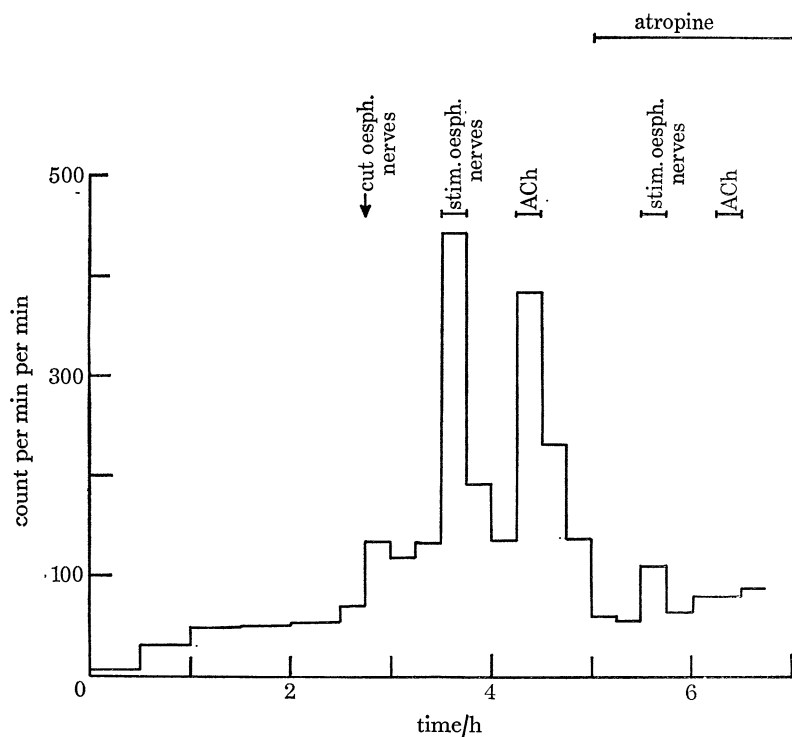 atropine
cut oesph.
nerves
stim. oesph.
nerves
ACh
stim. oesph.
nerves
ACh
500
300
100
0
2
4
6
count per min per min
time/h